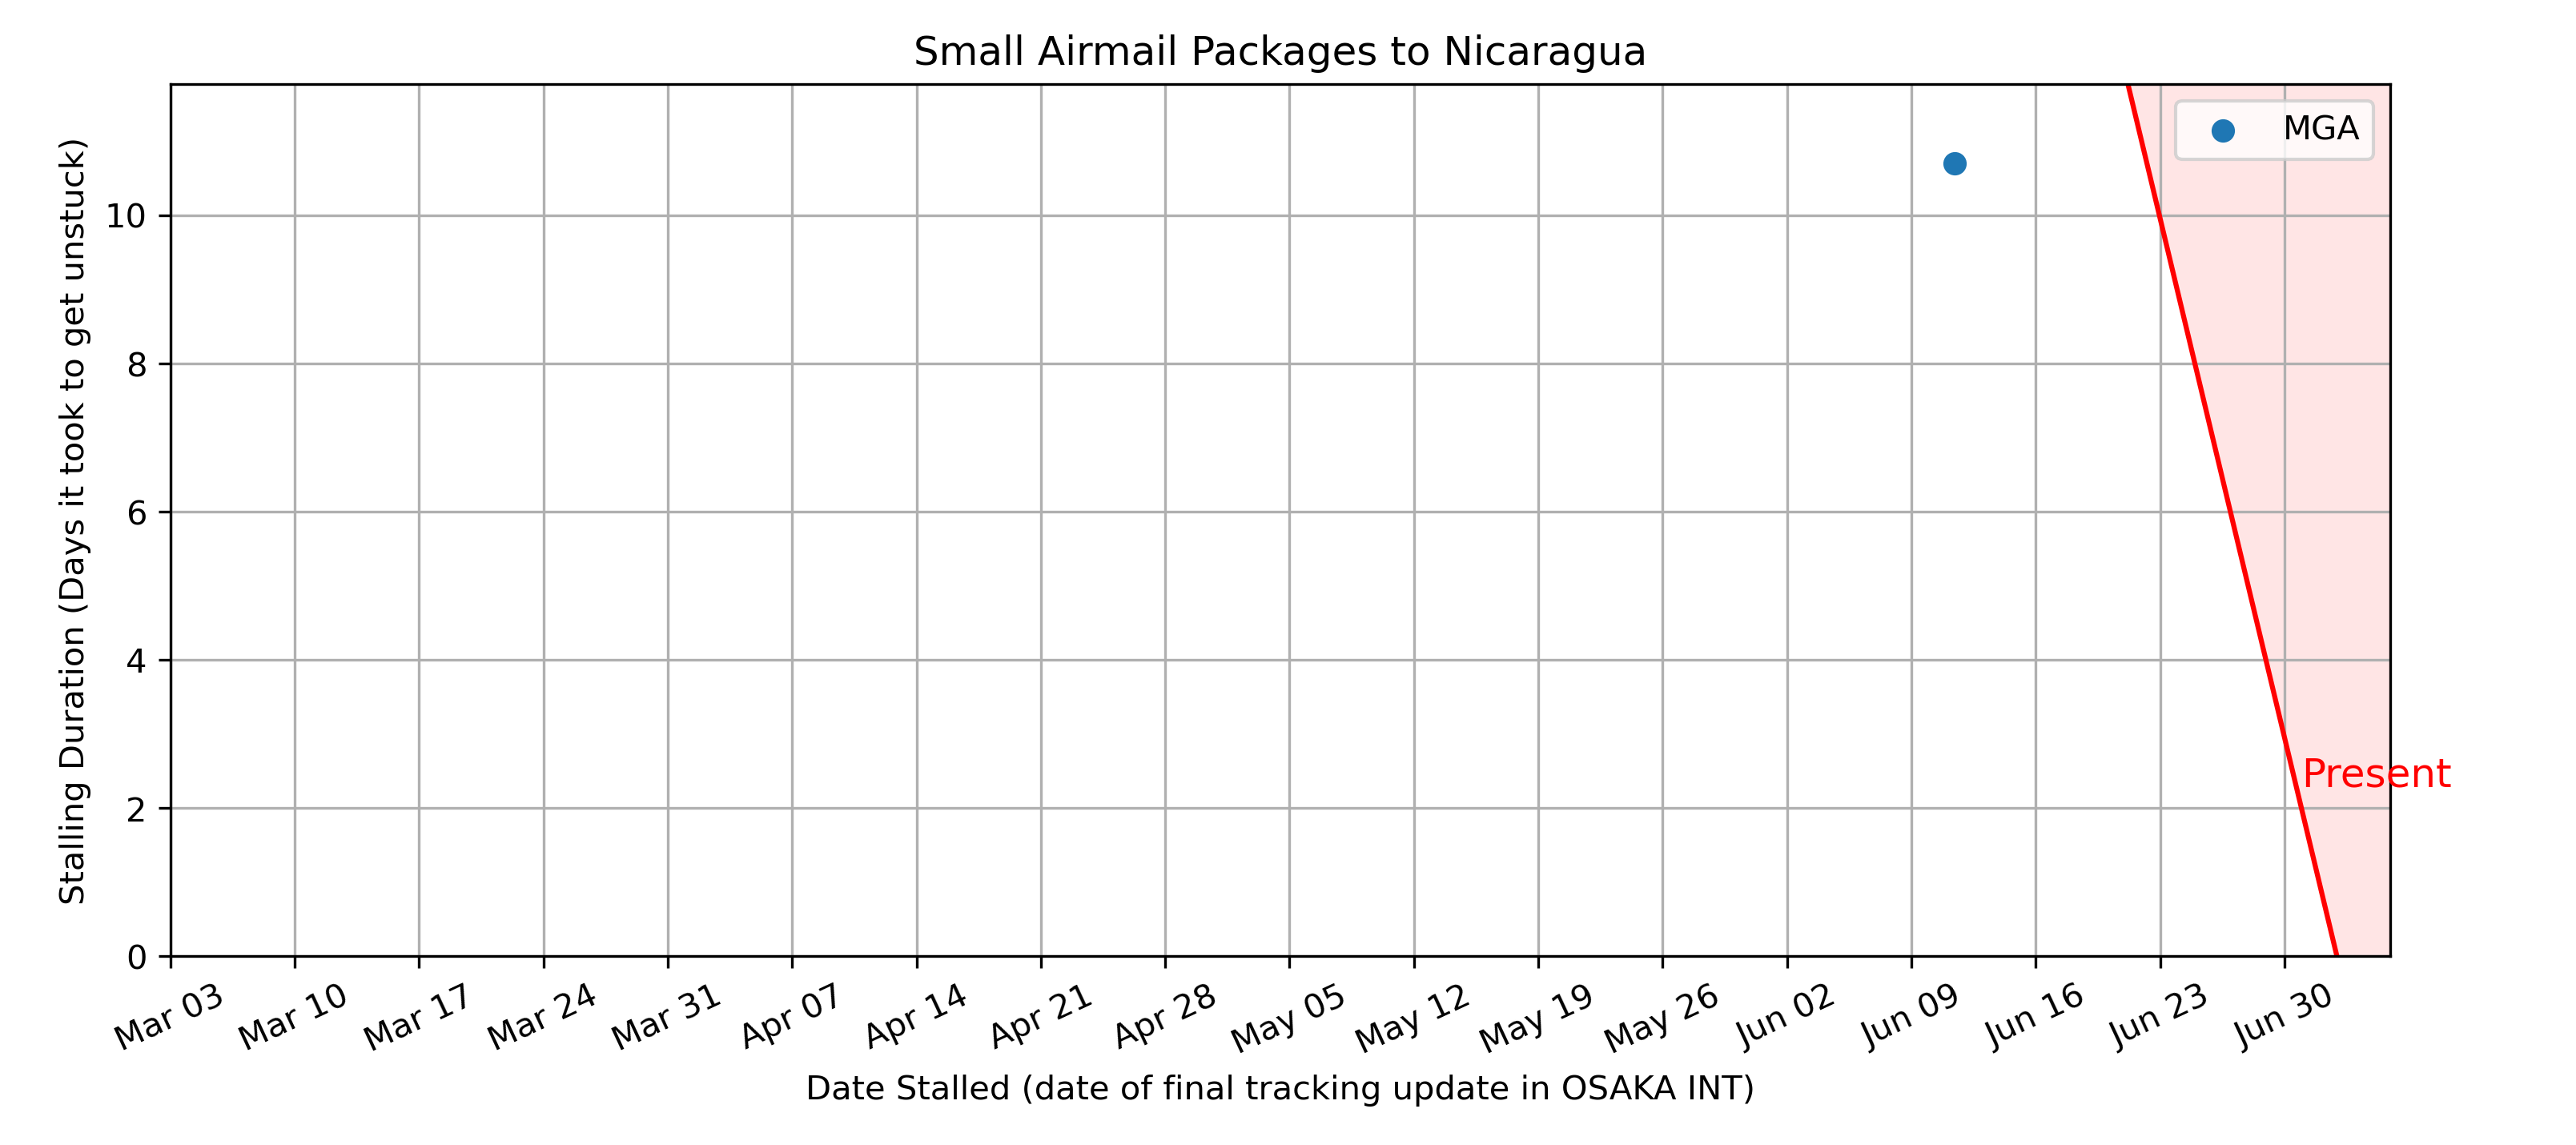 Small Airmail Packages to Nicaragua
MGA
Stalling Duration (Days it took to get unstuck)
10
8
6
4
2
0
Present
Mar 03
Mar 10
Mar 17
Mar 24
Mar 31
Apr 07
Apr 14
Apr 21
Apr 28
May 05
May 12
May 19
May 26
Jun 02
Jun 09
Jun 16
Jun 23
Jun 30
Date Stalled (date of final tracking update in OSAKA INT)